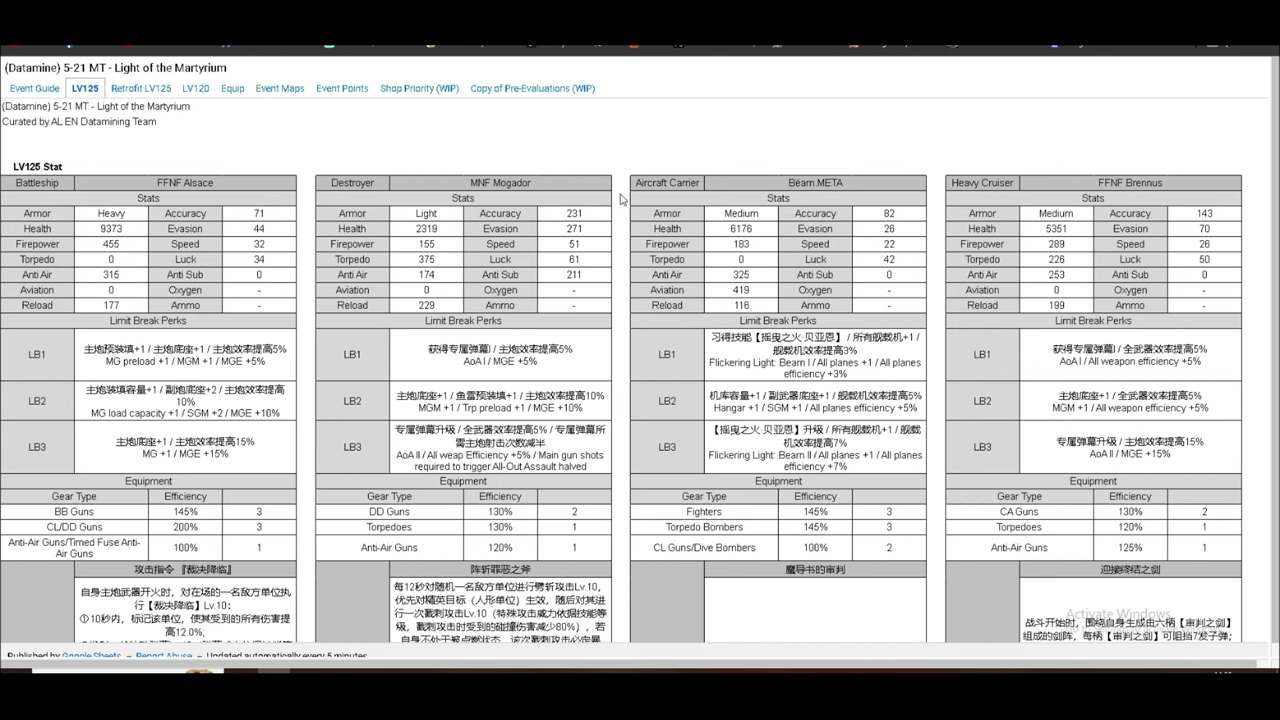 (Datamine) 5-21 MT - Light of the Martyrium
Event Guide LV125 Retrofit LV125 LV120 Equip Event Maps Event Points Shop Priority (WIP) Copy of Pre-Evaluations (WIP)
(Datamine) 5-21 MT - Light of the Martyrium
Curated by AL EN Datamining Team
LV125 Stat
Battleship FFNF Alsace
Stats
Armor Heavy Accuracy 71
Health 9373 Evasion 44
Firepower 455 Speed 32
Torpedo 0 Luck 34
Anti Air 315 Anti Sub 0
Aviation 0 Oxygen -
Reload 177 Ammo -
Limit Break Perks
LB1
主炮预装填+1 / 主炮底座+1 / 主炮效率提高5%
MG preload +1 / MGM +1 / MGE +5%
LB2
主炮装填容量+1 / 副炮底座+2 / 主炮效率提高
10%
MG load capacity +1 / SGM +2 / MGE +10%
LB3
主炮底座+1 / 主炮效率提高15%
MG +1 / MGE +15%
Equipment
Gear Type Efficiency
BB Guns 145% 3
CL/DD Guns 200% 3
Anti-Air Guns/Timed Fuse Anti-
Air Guns 100% 1
攻击指令 『裁决降临』
自身主炮武器开火时，对在场的一名敌方单位执
行【裁决降临】Lv.10：
①10秒内，标记该单位，使其受到的所有伤害提
高12.0%;
Destroyer MNF Mogador
Stats
Armor Light Accuracy 231
Health 2319 Evasion 271
Firepower 155 Speed 51
Torpedo 375 Luck 61
Anti Air 174 Anti Sub 211
Aviation 0 Oxygen -
Reload 229 Ammo -
Limit Break Perks
LB1
获得专属弹幕I / 主炮效率提高5%
AoA I / MGE +5%
LB2
主炮底座+1 / 鱼雷预装填+1 / 主炮效率提高10%
MGM +1 / Trp preload +1 / MGE +10%
LB3
专属弹幕升级 / 全武器效率提高5% / 专属弹幕所
需主炮射击次数减半
AoA II / All weap Efficiency +5% / Main gun shots
required to trigger All-Out Assault halved
Equipment
Gear Type Efficiency
DD Guns 130% 2
Torpedoes 130% 1
Anti-Air Guns 120% 1
阵斩罪恶之斧
每12秒对随机一名敌方单位进行劈斩攻击Lv.10，
优先对精英目标（人形单位）生效，随后对其进
行一次戳刺攻击Lv.10（特殊攻击威力依据技能等
级，戳刺攻击时受到的碰撞伤害减少80%），若
Aircraft Carrier Béarn.META
Stats
Armor Medium Accuracy 82
Health 6176 Evasion 26
Firepower 183 Speed 22
Torpedo 0 Luck 42
Anti Air 325 Anti Sub 0
Aviation 419 Oxygen -
Reload 116 Ammo -
Limit Break Perks
LB1
习得技能【摇曳之火·贝亚恩】 / 所有舰载机+1 /
舰载机效率提高3%
Flickering Light: Bearn I / All planes +1 / All planes
efficiency +3%
LB2
机库容量+1 / 副武器底座+1 / 舰载机效率提高5%
Hangar +1 / SGM +1 / All planes efficiency +5%
LB3
【摇曳之火·贝亚恩】升级 / 所有舰载机+1 / 舰载
机效率提高7%
Flickering Light: Bearn II / All planes +1 / All planes
efficiency +7%
Equipment
Gear Type Efficiency
Fighters 145% 3
Torpedo Bombers 145% 3
CL Guns/Dive Bombers 100% 2
魔导书的审判
Heavy Cruiser FFNF Brennus
Stats
Armor Medium Accuracy 143
Health 5351 Evasion 70
Firepower 289 Speed 26
Torpedo 226 Luck 50
Anti Air 253 Anti Sub 0
Aviation 0 Oxygen -
Reload 199 Ammo -
Limit Break Perks
LB1
获得专属弹幕I / 全武器效率提高5%
AoA I / All weapon efficiency +5%
LB2
主炮底座+1 / 全武器效率提高5%
MGM +1 / All weapon efficiency +5%
LB3
专属弹幕升级 / 主炮效率提高15%
AoA II / MGE +15%
Equipment
Gear Type Efficiency
CA Guns 130% 2
Torpedoes 120% 1
Anti-Air Guns 125% 1
迎接终结之剑
战斗开始时，围绕自身生成由六柄【审判之剑】
组成的剑阵，每柄【审判之剑】可阻挡7发子弹；
Activate Windows
Published by Google Sheets – Report Abuse – Updated automatically every 5 minutes